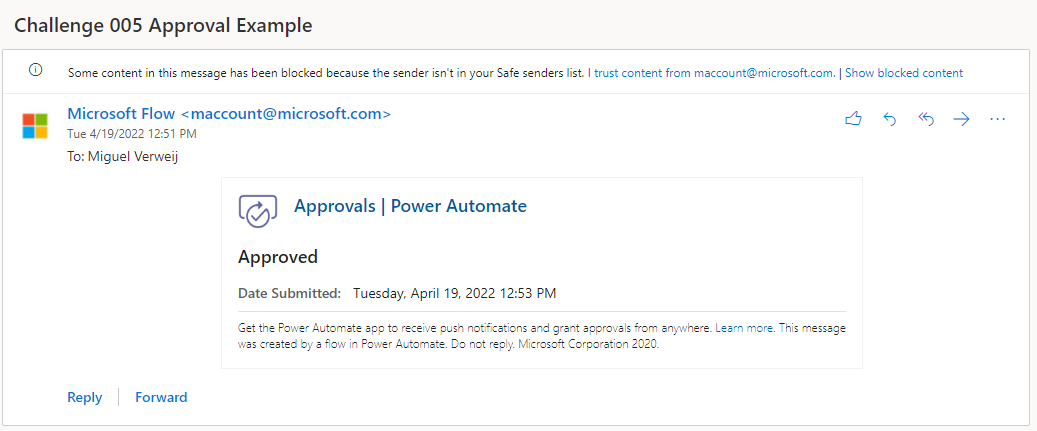 Challenge 005 Approval Example
Some content in this message has been blocked because the sender isn't in your Safe senders list. I trust content from maccount@microsoft.com. | Show blocked content
Microsoft Flow <maccount@microsoft.com>
Tue 4/19/2022 12:51 PM
To: Miguel Verweij
Approvals | Power Automate
Approved
Date Submitted: Tuesday, April 19, 2022 12:53 PM
Get the Power Automate app to receive push notifications and grant approvals from anywhere. Learn more. This message
was created by a flow in Power Automate. Do not reply. Microsoft Corporation 2020.
Reply Forward